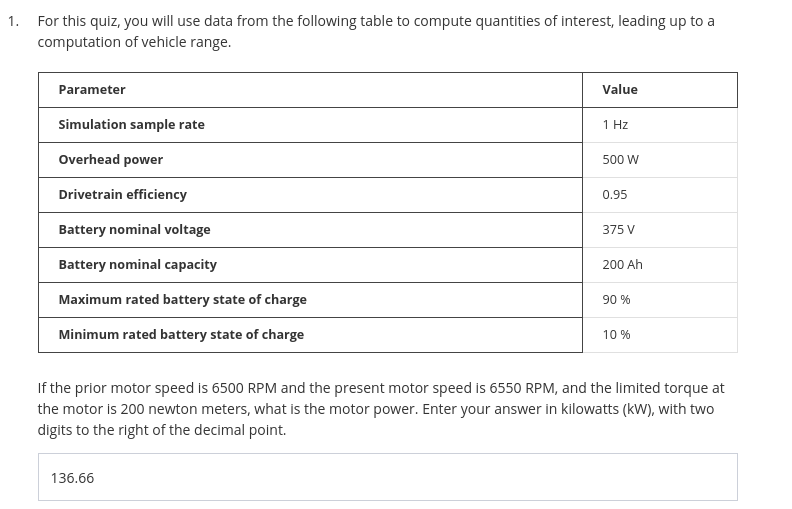 1. For this quiz, you will use data from the following table to compute quantities of interest, leading up to a
computation of vehicle range.
Parameter Value
Simulation sample rate 1 Hz
Overhead power 500 W
Drivetrain efficiency 0.95
Battery nominal voltage 375 V
Battery nominal capacity 200 Ah
Maximum rated battery state of charge 90 %
Minimum rated battery state of charge 10 %
If the prior motor speed is 6500 RPM and the present motor speed is 6550 RPM, and the limited torque at
the motor is 200 newton meters, what is the motor power. Enter your answer in kilowatts (kW), with two
digits to the right of the decimal point.
136.66